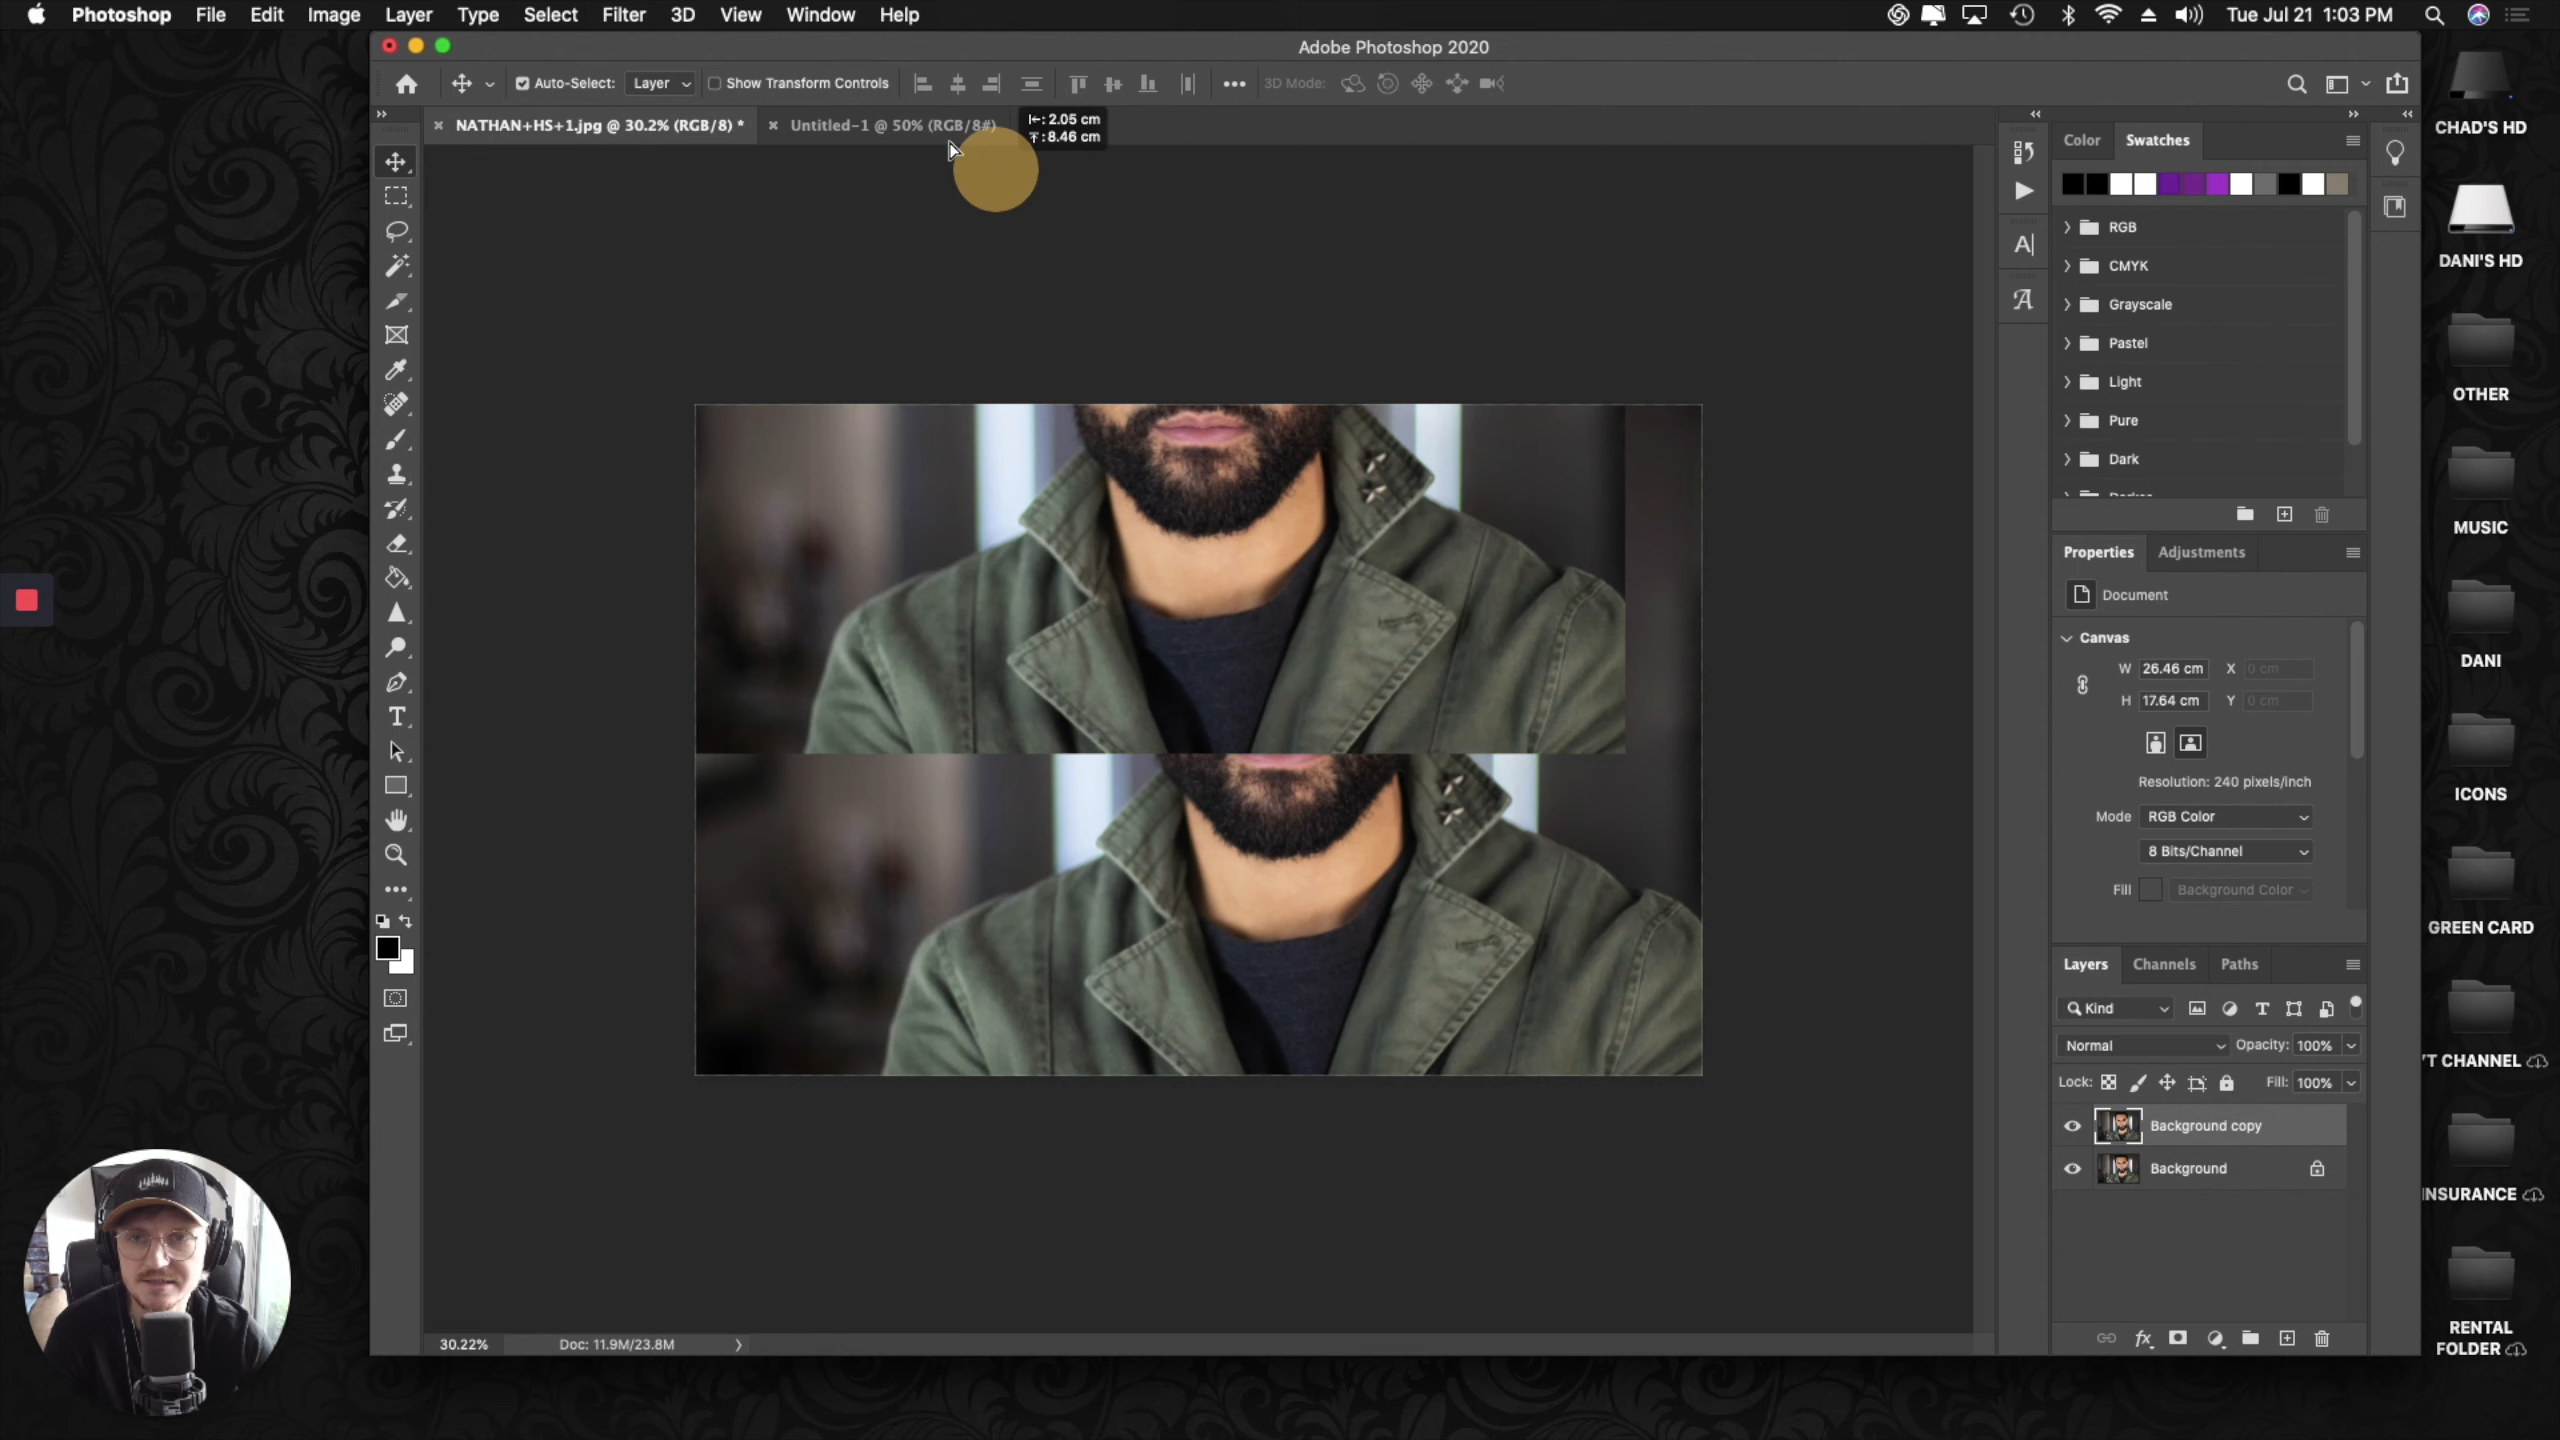 Photoshop File Edit Image Layer Type Select Filter 3D View Window Help Tue Jul 21 1:03 PM
Adobe Photoshop 2020
Auto-Select: Layer Show Transform Controls 3D Mode:
NATHAN+HS+1.jpg @ 30.2% (RGB/8) * Untitled-1 @ 50% (RGB/8#)
: 2.05 cm
: 8.46 cm
Color Swatches
RGB
CMYK
Grayscale
Pastel
Light
Pure
Dark
Properties Adjustments
Document
Canvas
W 26.46 cm X 0 cm
H 17.64 cm Y 0 cm
Resolution: 240 pixels/inch
Mode RGB Color
8 Bits/Channel
Fill Background Color
Layers Channels Paths
Kind
Normal Opacity: 100%
Lock: Fill: 100%
Background copy
Background
30.22% Doc: 11.9M/23.8M
CHAD'S HD
DANI'S HD
OTHER
MUSIC
DANI
ICONS
GREEN CARD
YT CHANNEL
INSURANCE
RENTAL
FOLDER